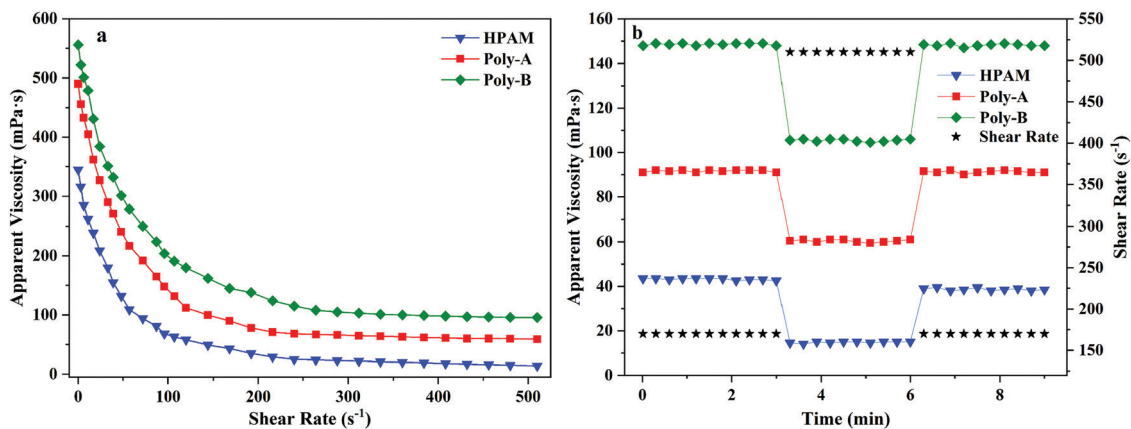 a
HPAM
Poly-A
Poly-B
Apparent Viscosity (mPa·s)
600
500
400
300
200
100
0
0 100 200 300 400 500
Shear Rate (s⁻¹)
b
HPAM
Poly-A
Poly-B
Shear Rate
Apparent Viscosity (mPa·s)
160
140
120
100
80
60
40
20
0
0 2 4 6 8
Time (min)
550
500
450
400
350
300
250
200
150
Shear Rate (s⁻¹)